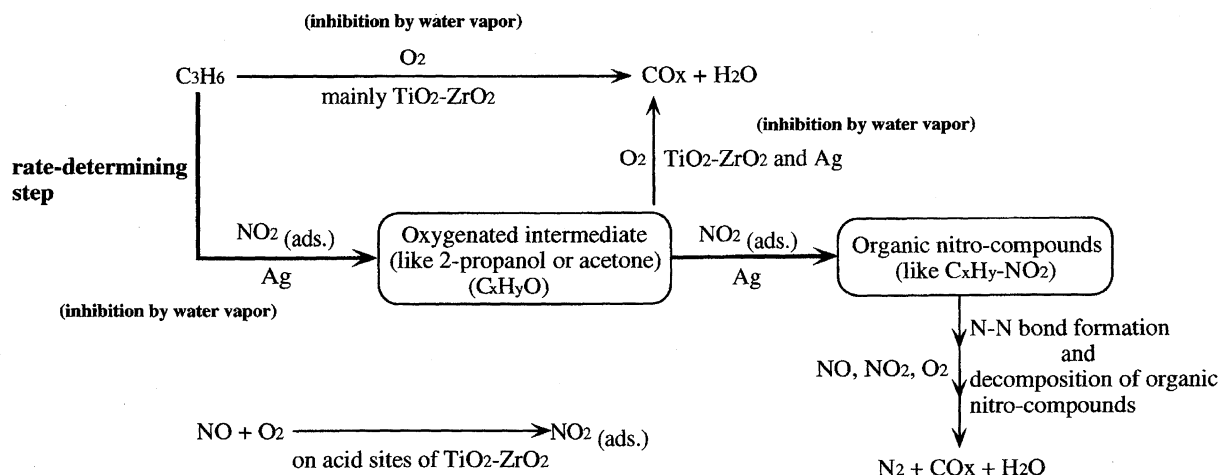 (inhibition by water vapor)
O2
C3H6
COx + H2O
mainly TiO2-ZrO2
(inhibition by water vapor)
O2 TiO2-ZrO2 and Ag
rate-determining
step
NO2 (ads.)
Ag
Oxygenated intermediate
(like 2-propanol or acetone)
(CxHyO)
NO2 (ads.)
Ag
Organic nitro-compounds
(like CxHy-NO2)
(inhibition by water vapor)
N-N bond formation
and
NO, NO2, O2
decomposition of organic
nitro-compounds
NO + O2
NO2 (ads.)
on acid sites of TiO2-ZrO2
N2 + COx + H2O